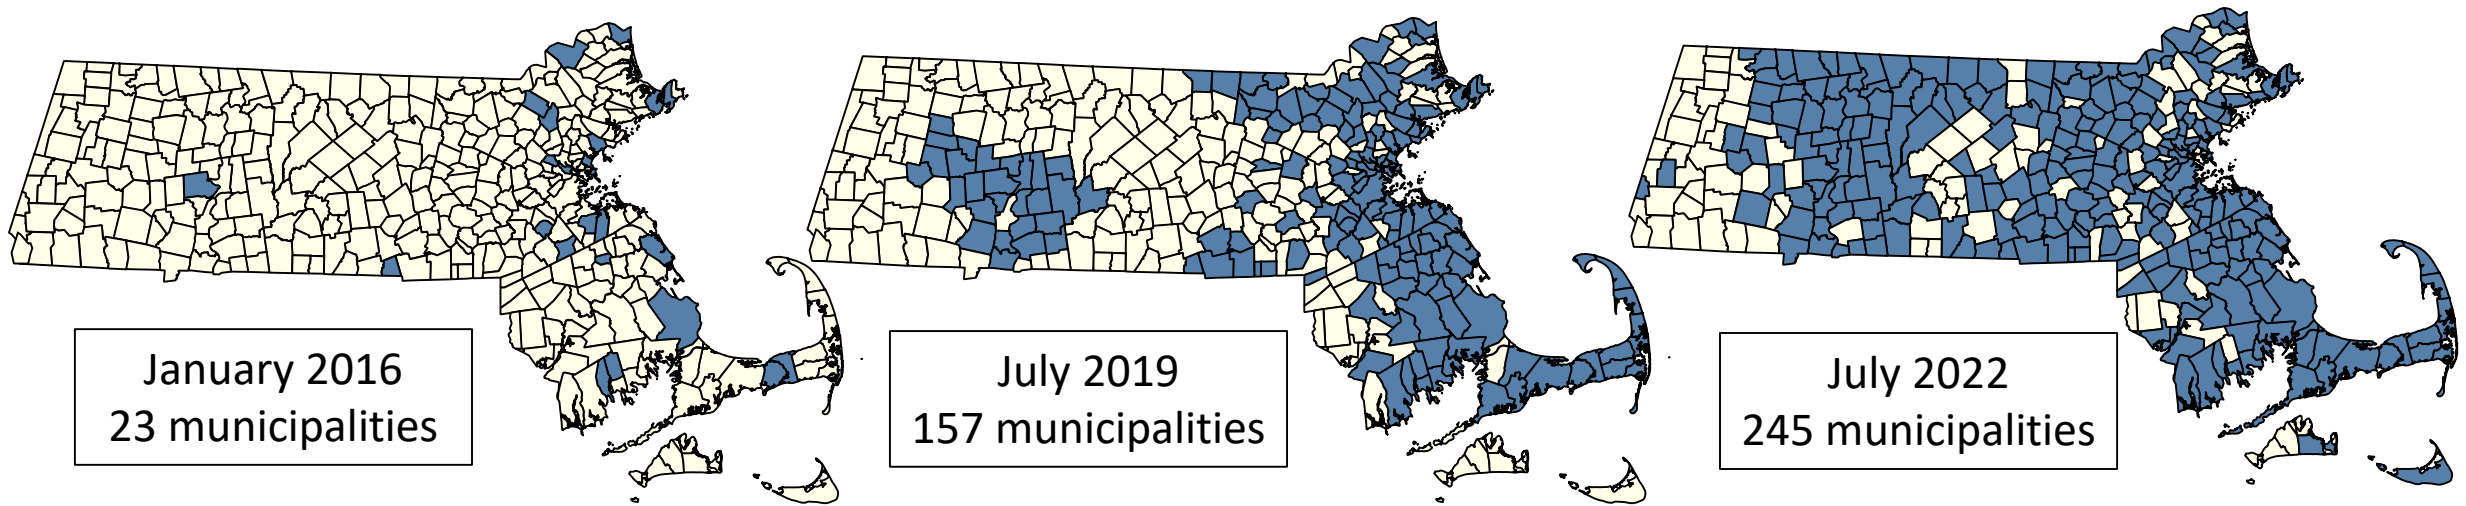 January 2016
23 municipalities
July 2019
157 municipalities
July 2022
245 municipalities